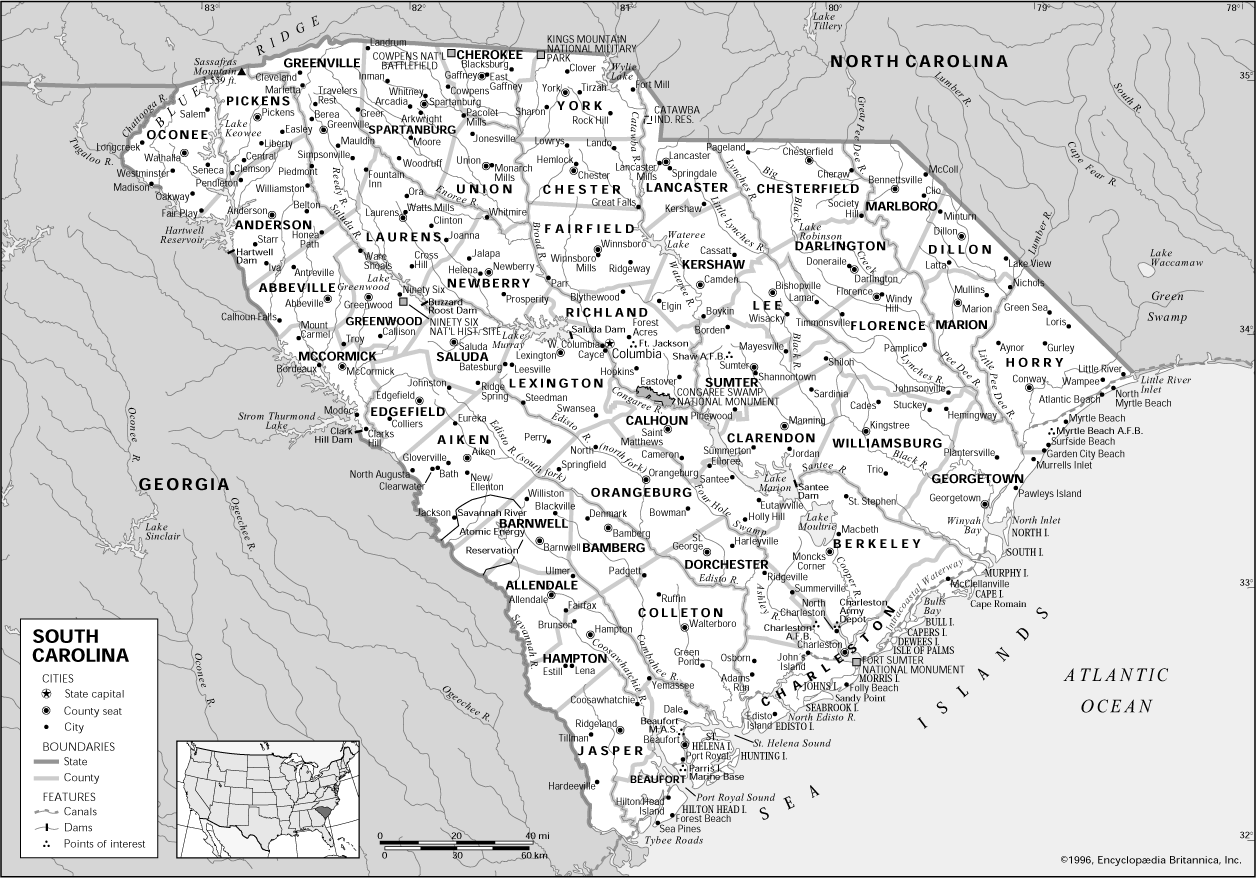 83
82
81
80
79
78°
35°
34°
33°
32°
BLUE RIDGE
NORTH CAROLINA
GEORGIA
ATLANTIC
OCEAN
SEA ISLANDS
Lake
Tillery
Lumber R.
South R.
Cape Fear R.
Great Pee Dee R.
Lumber R.
Lake
Waccamaw
Green
Swamp
Sassafras
Mountain
Chattooga R.
Tugaloo R.
KINGS MOUNTAIN
NATIONAL MILITARY
PARK
Wylie
Lake
CATAWBA
IND. RES.
Landrum
COWPENS NAT'L
BATTLEFIELD
CHEROKEE
Blacksburg
Gaffney
East
Gaffney
Clover
Fort Mill
GREENVILLE
Cleveland
Marietta
Inman
Travelers
Rest
Whitney
Cowpens
Arcadia
Spartanburg
York
Tirzah
YORK
Sharon
Rock Hill
PICKENS
Pickens
Salem
Lake
Keowee
Berea
Greer
Greenville
Arkwright
Pacolet
Mills
SPARTANBURG
Moore
Jonesville
OCONEE
Easley
Liberty
Mauldin
Longcreek
Walhalla
Central
Simpsonville
Woodruff
Union
Monarch
Mills
Lowrys
Lando
Catawba R.
Hemlock
Chester
Lancaster
Mills
Lancaster
Springdale
Pageland
Chesterfield
Cheraw
McColl
Westminster
Madison
Seneca
Clemson
Piedmont
Fountain
Inn
Pendleton
Williamston
Reedy R.
Ora
UNION
Enoree R.
CHESTER
LANCASTER
Lynches R.
Big
CHESTERFIELD
Bennettsville
Clio
Oakway
Fair Play
Anderson
Belton
Saluda R.
Laurens
Watts Mills
Clinton
Whitmire
Great Falls
Kershaw
Little Lynches R.
Black
Society
Hill
MARLBORO
Minturn
Hartwell
Reservoir
ANDERSON
Starr
Honea
Path
LAURENS
Joanna
Broad R.
FAIRFIELD
Winnsboro
Wateree
Lake
Lake
Robinson
DARLINGTON
Dillon
DILLON
Hartwell
Dam
Iva
Antreville
Ware
Shoals
Cross
Hill
Jalapa
Helena
Newberry
Winnsboro
Mills
Ridgeway
Cassatt
KERSHAW
Doneraile
Creek
Darlington
Latta
Lake View
ABBEVILLE
Lake
Greenwood
Ninety Six
NEWBERRY
Parr
Blythewood
Wateree R.
Camden
Bishopville
Florence
Windy
Hill
Mullins
Marion
Nichols
Abbeville
Greenwood
Buzzard
Roost Dam
Prosperity
RICHLAND
Elgin
LEE
Lamar
Wisacky
Green Sea
Calhoun Falls
GREENWOOD
NINETY SIX
NAT'L HIST. SITE
Lake
Murray
Saluda Dam
Forest
Acres
Boykin
Borden
Timmonsville
FLORENCE
MARION
Loris
Mount
Carmel
Callison
Troy
Saluda
Batesburg
Lexington
W. Columbia
Cayce
Columbia
Ft. Jackson
Shaw A.F.B.
Mayesville
Black R.
Pamplico
Aynor
Gurley
MCCORMICK
Bordeaux
McCormick
SALUDA
Leesville
Hopkins
Sumter
Shannontown
Shiloh
Lynches R.
Pee Dee R.
Little Pee Dee R.
HORRY
Conway
Little River
Wampee
Little River
Inlet
North
Myrtle Beach
Johnston
Ridge
Spring
LEXINGTON
Eastover
SUMTER
Sardinia
Johnsonville
Atlantic Beach
Edgefield
Steedman
Congaree R.
CONGAREE SWAMP
NATIONAL MONUMENT
Cades
Stuckey
Modoc
EDGEFIELD
Colliers
Eureka
Swansea
Pinewood
Hemingway
Myrtle Beach
Strom Thurmond
Lake
Clark
Hill Dam
Clarks
Hill
Edisto R. (north fork)
CALHOUN
Saint
Matthews
Manning
Kingstree
Myrtle Beach A.F.B.
Surfside Beach
AIKEN
Aiken
Edisto R. (south fork)
Perry
North
Cameron
CLARENDON
Summerton
Jordan
WILLIAMSBURG
Black R.
Garden City Beach
Murrells Inlet
Gloverville
Bath
North Augusta
Clearwater
New
Ellenton
Springfield
Orangeburg
Elloree
Santee
Santee R.
Trio
Plantersville
GEORGETOWN
Williston
ORANGEBURG
Four Hole Swamp
Lake
Marion
Santee
Dam
St. Stephen
Georgetown
Pawleys Island
Jackson
Savannah River
Atomic Energy
Reservation
Blackville
BARNWELL
Denmark
Bowman
Eutawville
Holly Hill
Lake
Moultrie
Macbeth
Winyah
Bay
North Inlet
NORTH I.
Bamberg
Barnwell
BAMBERG
St.
George
Harleyville
Moncks
Corner
BERKELEY
SOUTH I.
Ulmer
Padgett
DORCHESTER
Edisto R.
Ridgeville
Cooper R.
Intracoastal Waterway
MURPHY I.
McClellanville
CAPE I.
Cape Romain
ALLENDALE
Allendale
Ruffin
Ashley R.
Summerville
Fairfax
COLLETON
Walterboro
North
Charleston
Charleston
Army
Depot
Bulls
Bay
BULL I.
Brunson
Hampton
Charleston
A.F.B.
Charleston
CAPERS I.
DEWEES I.
ISLE OF PALMS
Savannah R.
HAMPTON
Estill
Lena
Coosawhatchie R.
Combahee R.
Green
Pond
Osborn
John's
Island
CHARLESTON
FORT SUMTER
NATIONAL MONUMENT
MORRIS I.
Adams
Run
JOHNS I.
Folly Beach
Sandy Point
Yemassee
Coosawhatchie
SEABROOK I.
North Edisto R.
Dale
Edisto
Island
EDISTO I.
Ridgeland
Tillman
Beaufort
M.A.S.
Beaufort
St. Helena Sound
ST.
HELENA I.
HUNTING I.
JASPER
Port Royal
Parris I.
Marine Base
BEAUFORT
Hardeeville
Port Royal Sound
Hilton Head
Island
HILTON HEAD I.
Forest Beach
Sea Pines
Tybee Roads
Oconee R.
Ogeechee R.
Lake
Sinclair
Oconee R.
Ogeechee R.
SOUTH
CAROLINA
CITIES
State capital
County seat
City
BOUNDARIES
State
County
FEATURES
Canals
Dams
Points of interest
0 40 mi
0 30 60 km
©1996, Encyclopædia Britannica, Inc.